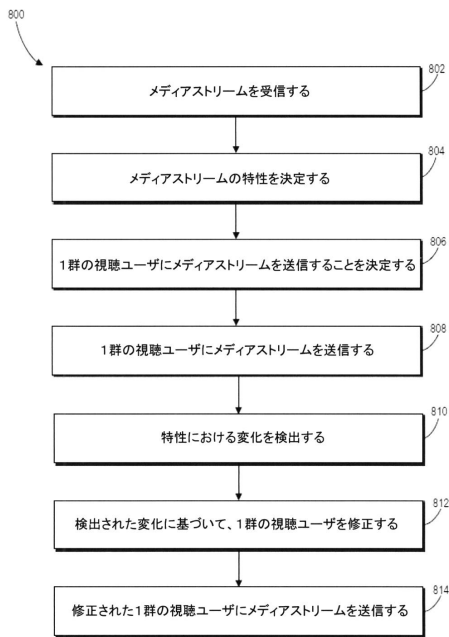 800
メディアストリームを受信する
802
メディアストリームの特性を決定する
804
1群の視聴ユーザにメディアストリームを送信することを決定する
806
1群の視聴ユーザにメディアストリームを送信する
808
特性における変化を検出する
810
検出された変化に基づいて、1群の視聴ユーザを修正する
812
修正された1群の視聴ユーザにメディアストリームを送信する
814